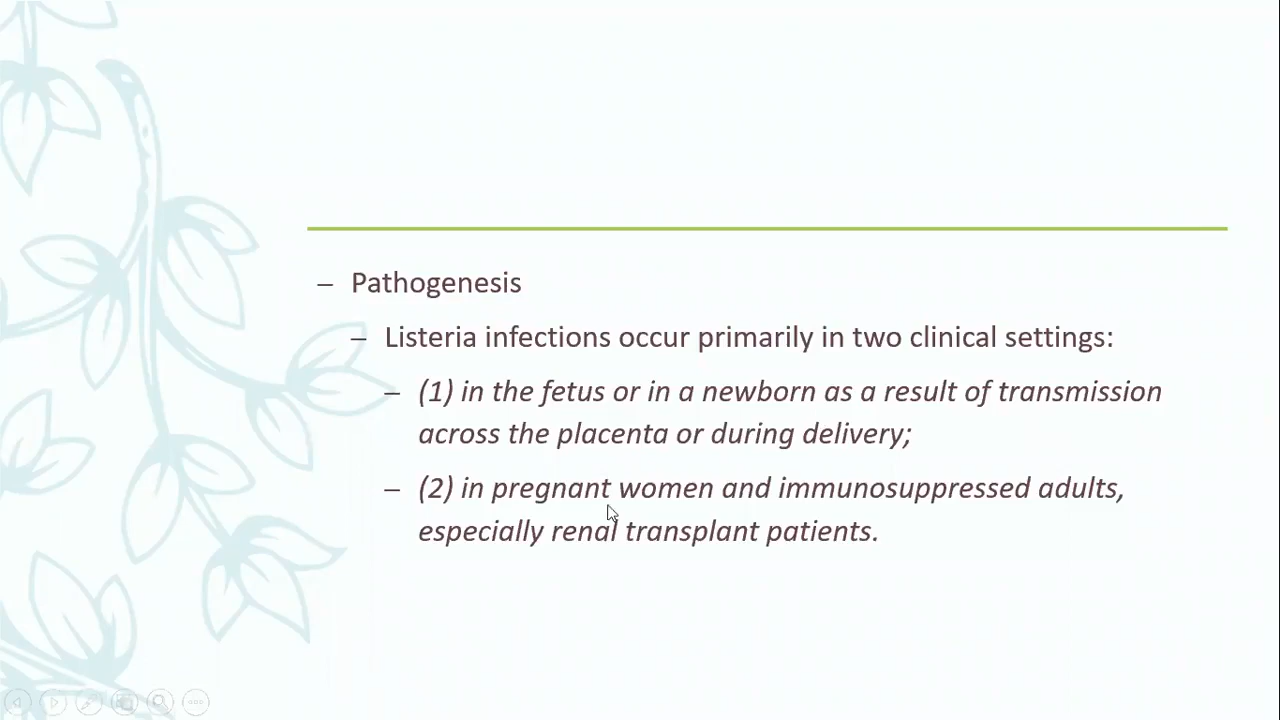 – Pathogenesis
– Listeria infections occur primarily in two clinical settings:
– (1) in the fetus or in a newborn as a result of transmission
across the placenta or during delivery;
– (2) in pregnant women and immunosuppressed adults,
especially renal transplant patients.